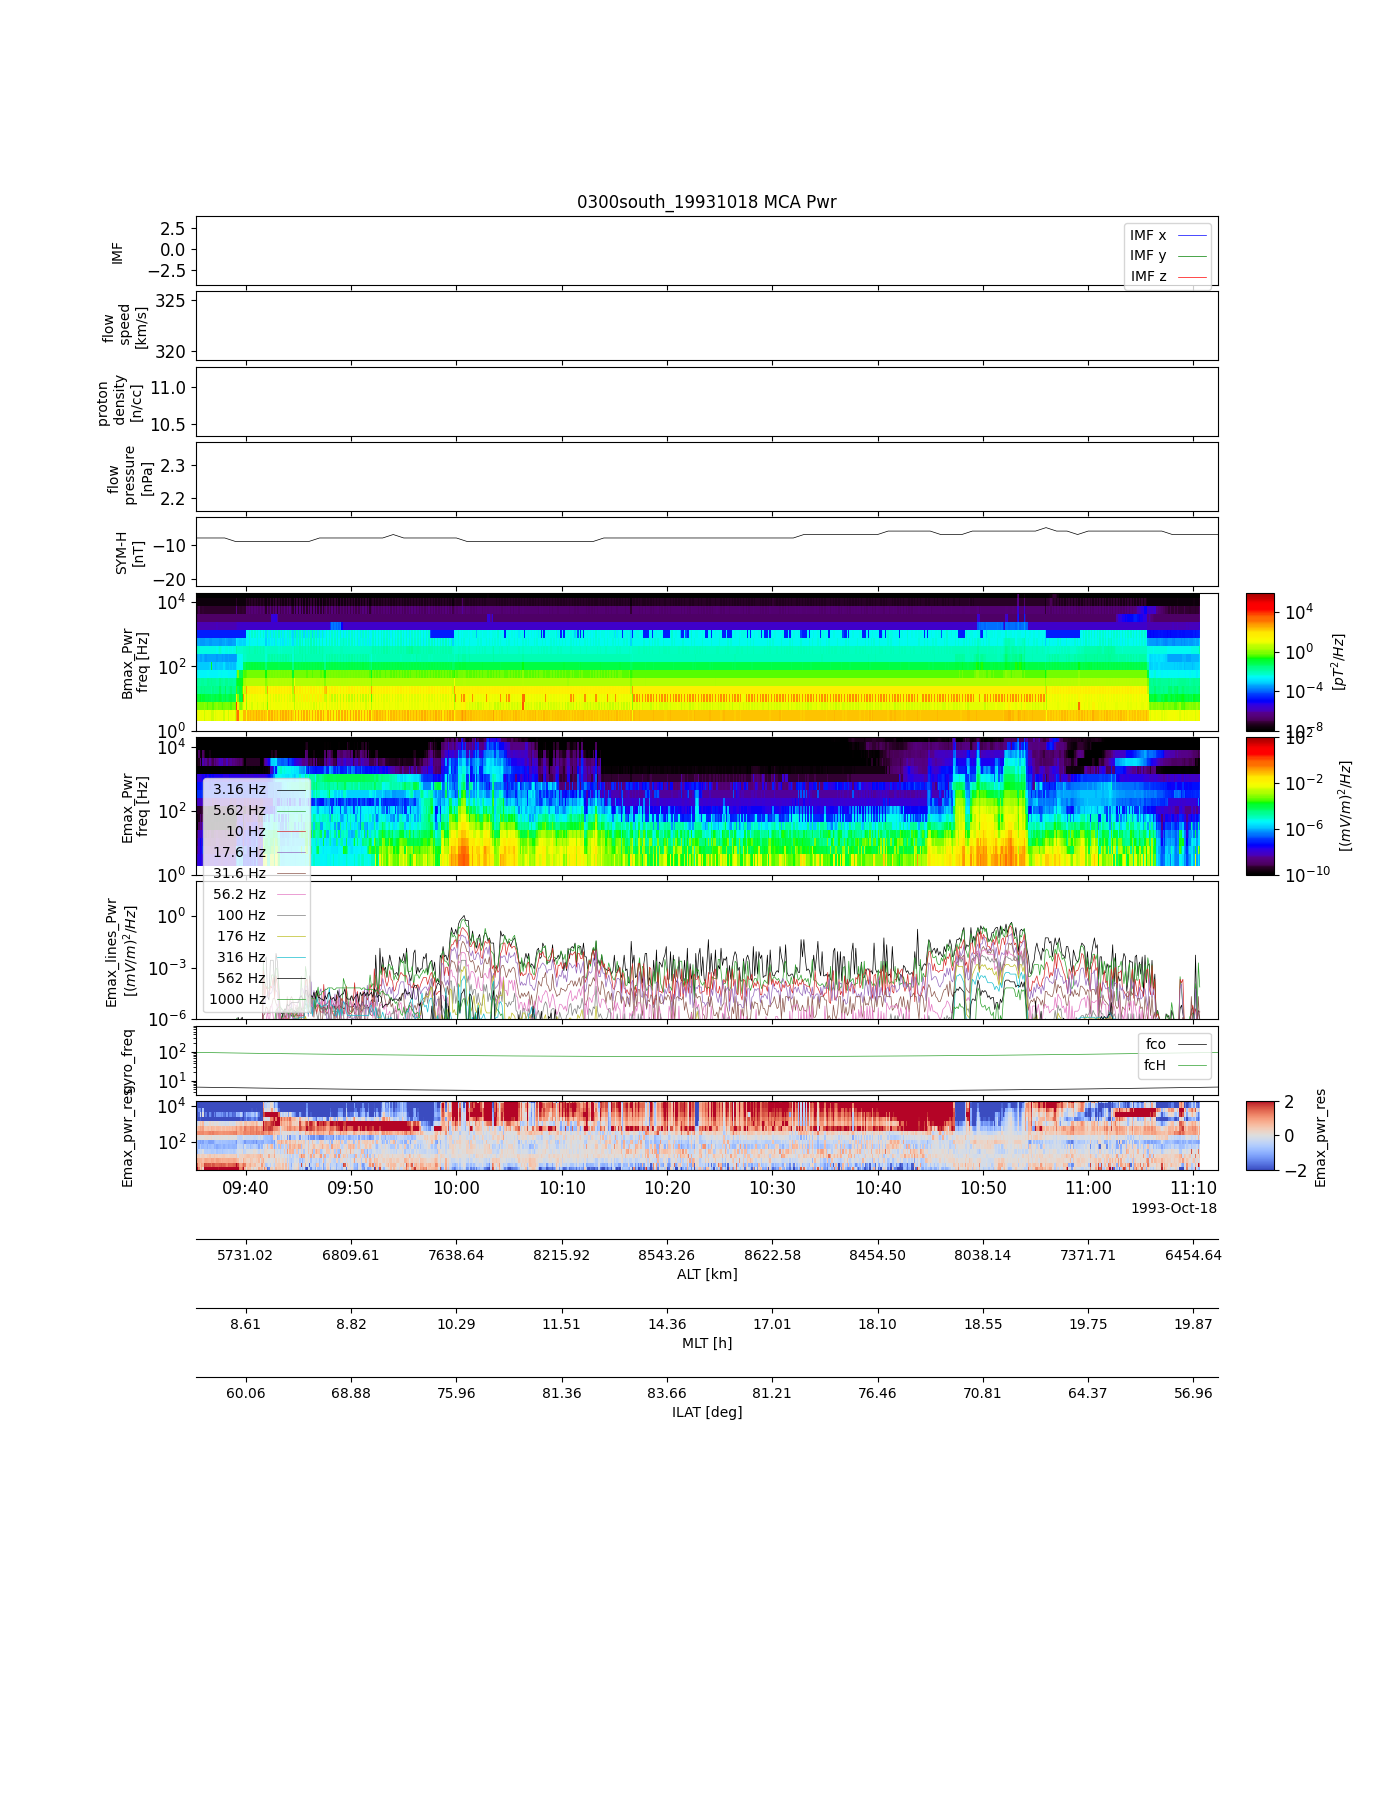 0300south_19931018 MCA Pwr
IMF
2.5
0.0
−2.5
IMF x
IMF y
IMF z
flow
speed
[km/s]
325
320
proton
density
[n/cc]
11.0
10.5
flow
pressure
[nPa]
2.3
2.2
SYM-H
[nT]
−10
−20
Bmax_Pwr
freq [Hz]
10^4
10^2
10^0
10^4
10^0
10^−4
10^−8
[pT^2/Hz]
Emax_Pwr
freq [Hz]
10^4
10^2
10^0
10^2
10^−2
10^−6
10^−10
[(mV/m)^2/Hz]
3.16 Hz
5.62 Hz
10 Hz
17.6 Hz
31.6 Hz
56.2 Hz
100 Hz
176 Hz
316 Hz
562 Hz
1000 Hz
Emax_lines_Pwr
[(mV/m)^2/Hz]
10^0
10^−3
10^−6
gyro_freq
10^2
10^1
fco
fcH
Emax_pwr_res
10^4
10^2
2
0
−2
Emax_pwr_res
09:40 09:50 10:00 10:10 10:20 10:30 10:40 10:50 11:00 11:10
1993-Oct-18
5731.02 6809.61 7638.64 8215.92 8543.26 8622.58 8454.50 8038.14 7371.71 6454.64
ALT [km]
8.61 8.82 10.29 11.51 14.36 17.01 18.10 18.55 19.75 19.87
MLT [h]
60.06 68.88 75.96 81.36 83.66 81.21 76.46 70.81 64.37 56.96
ILAT [deg]